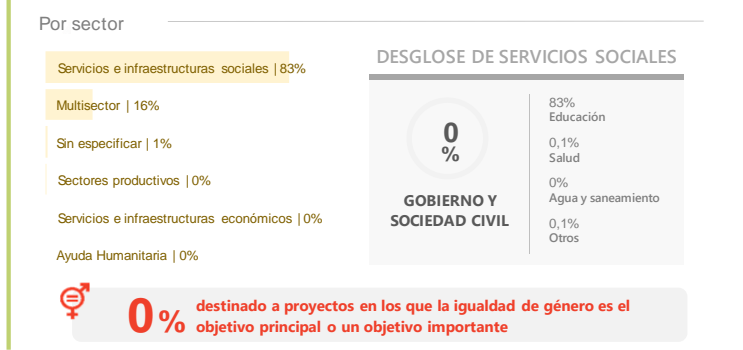 Por sector
Servicios e infraestructuras sociales | 83%
Multisector | 16%
Sin especificar | 1%
Sectores productivos | 0%
Servicios e infraestructuras económicos | 0%
Ayuda Humanitaria | 0%
DESGLOSE DE SERVICIOS SOCIALES
0
%
GOBIERNO Y
SOCIEDAD CIVIL
83%
Educación
0,1%
Salud
0%
Agua y saneamiento
0,1%
Otros
0 % destinado a proyectos en los que la igualdad de género es el
objetivo principal o un objetivo importante